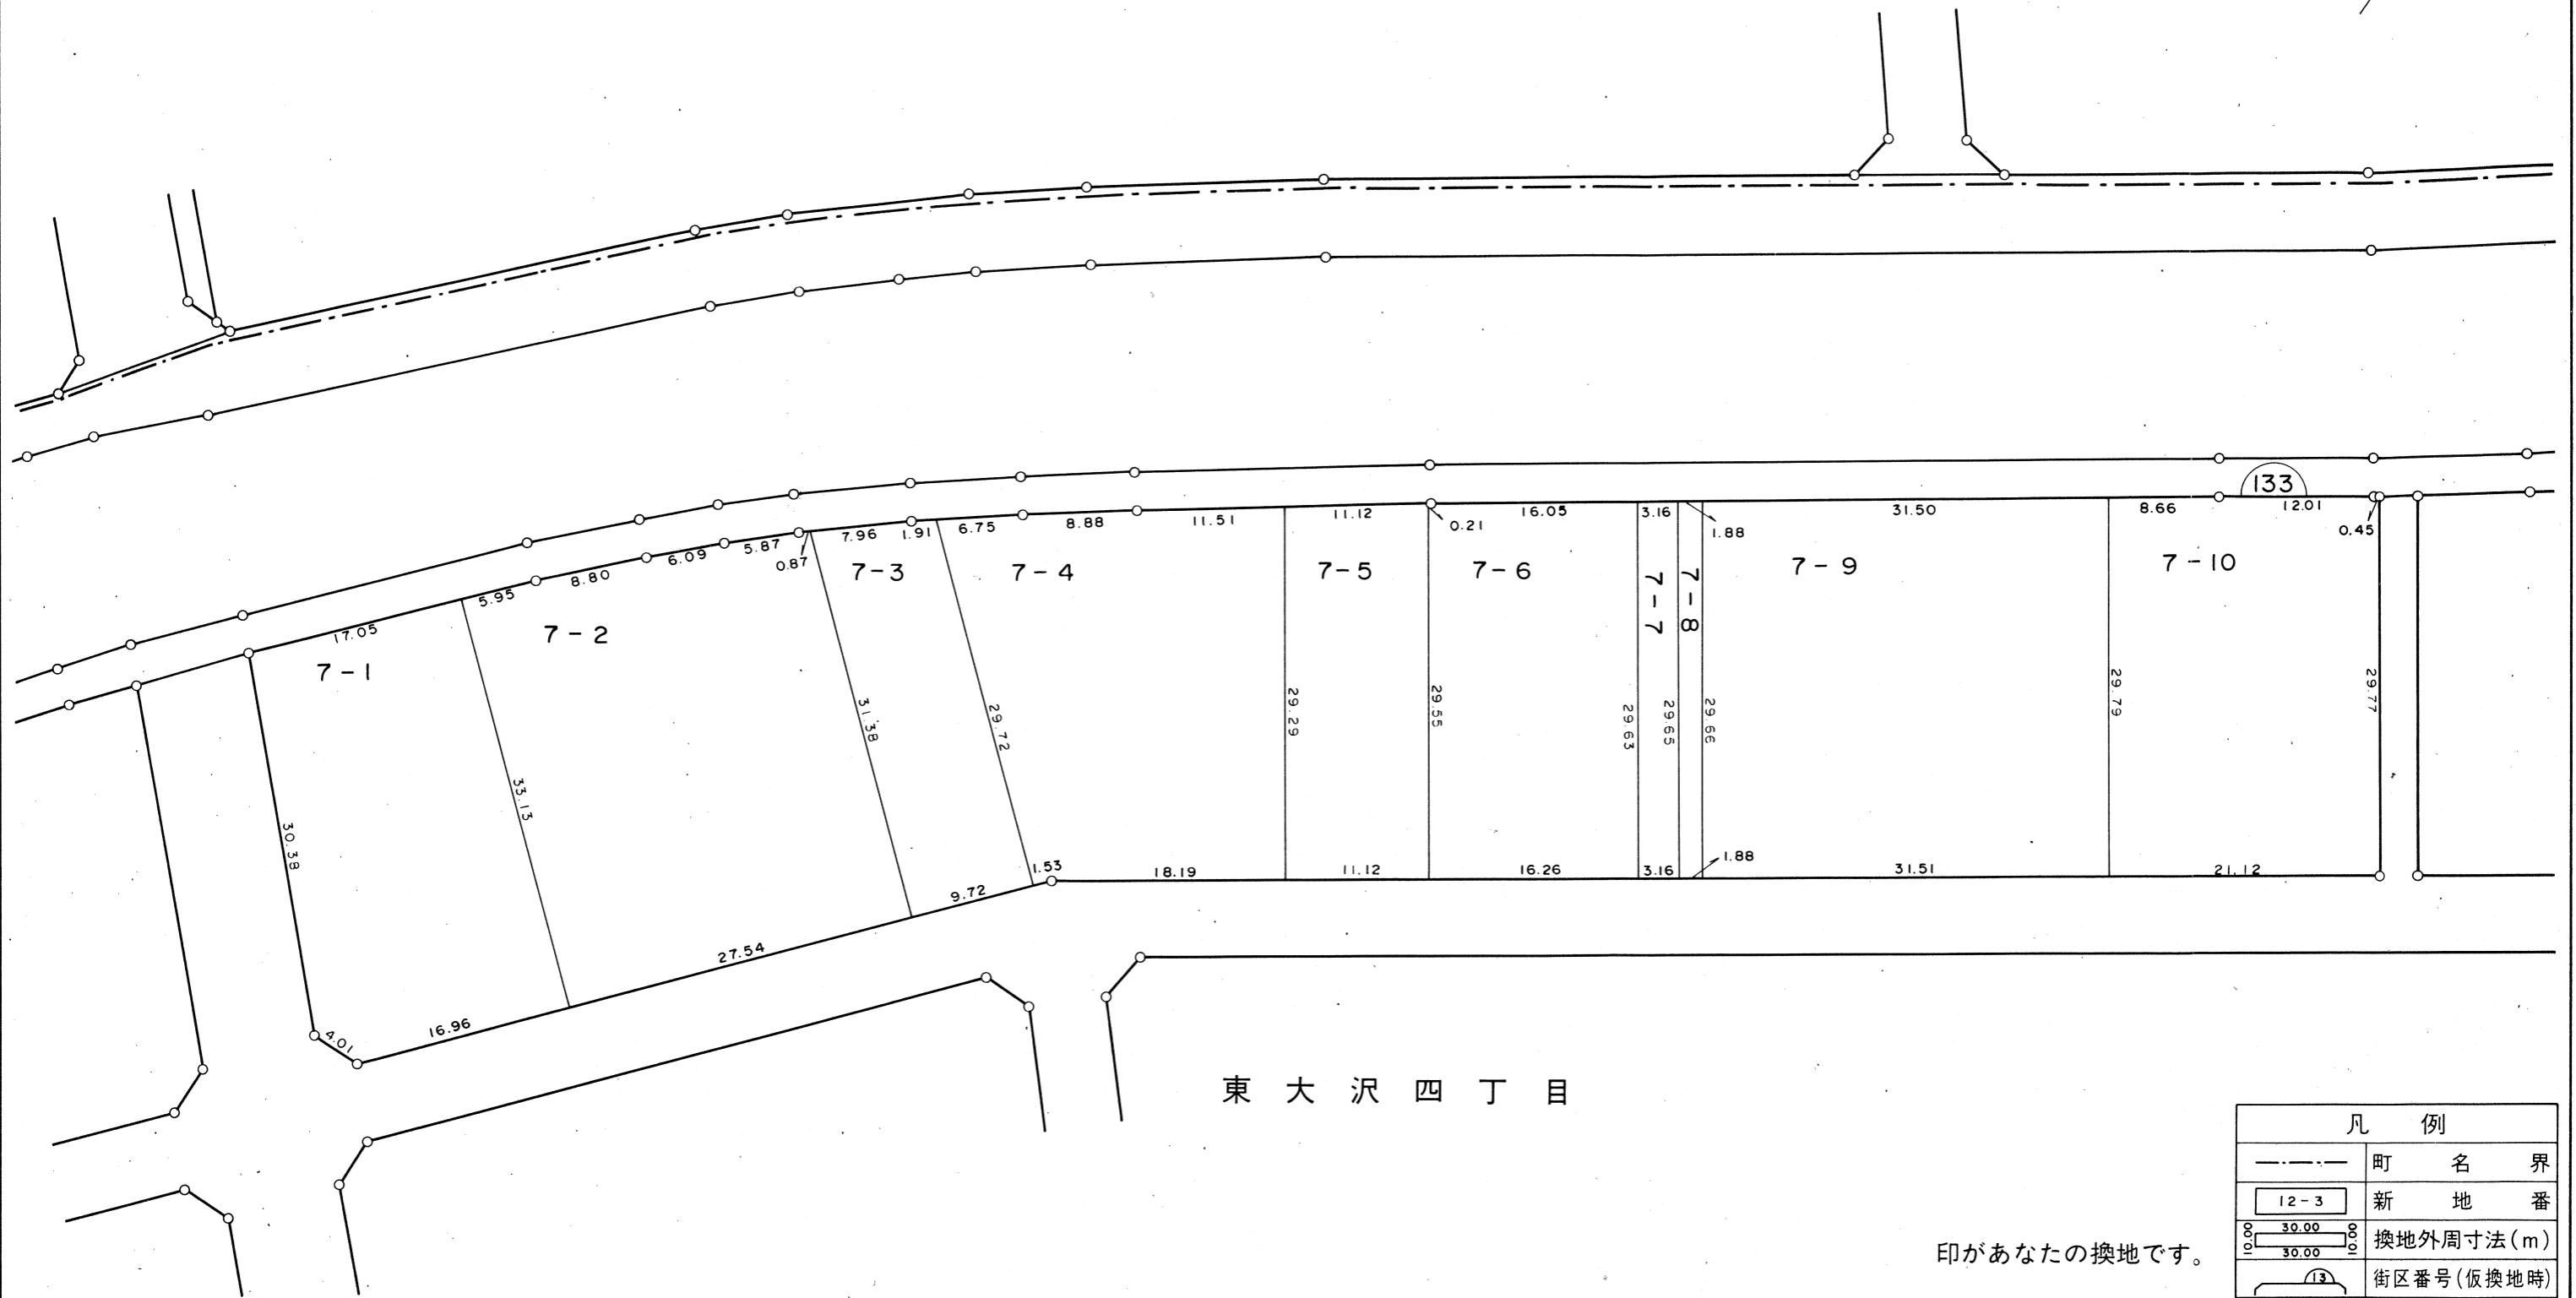 133
7.96 1.91 6.75 8.88 11.51 11.12 0.21 16.05 3.16 1.88 31.50 8.66 12.01 0.45
17.05 5.95 8.80 6.09 5.87 0.87
7-1
7-2
7-3
7-4
7-5
7-6
7-7
7-8
7-9
7-10
30.38
33.13
31.38
29.72
29.29
29.55
29.63
29.65
29.66
29.79
29.77
4.01 16.96 27.54 9.72 1.53 18.19 11.12 16.26 3.16 1.88 31.51 21.12
東大沢四丁目
印があなたの換地です。
凡例
町名界
12-3 新地番
10.00 30.00 30.00 10.00 換地外周寸法(m)
13 街区番号(仮換地時)